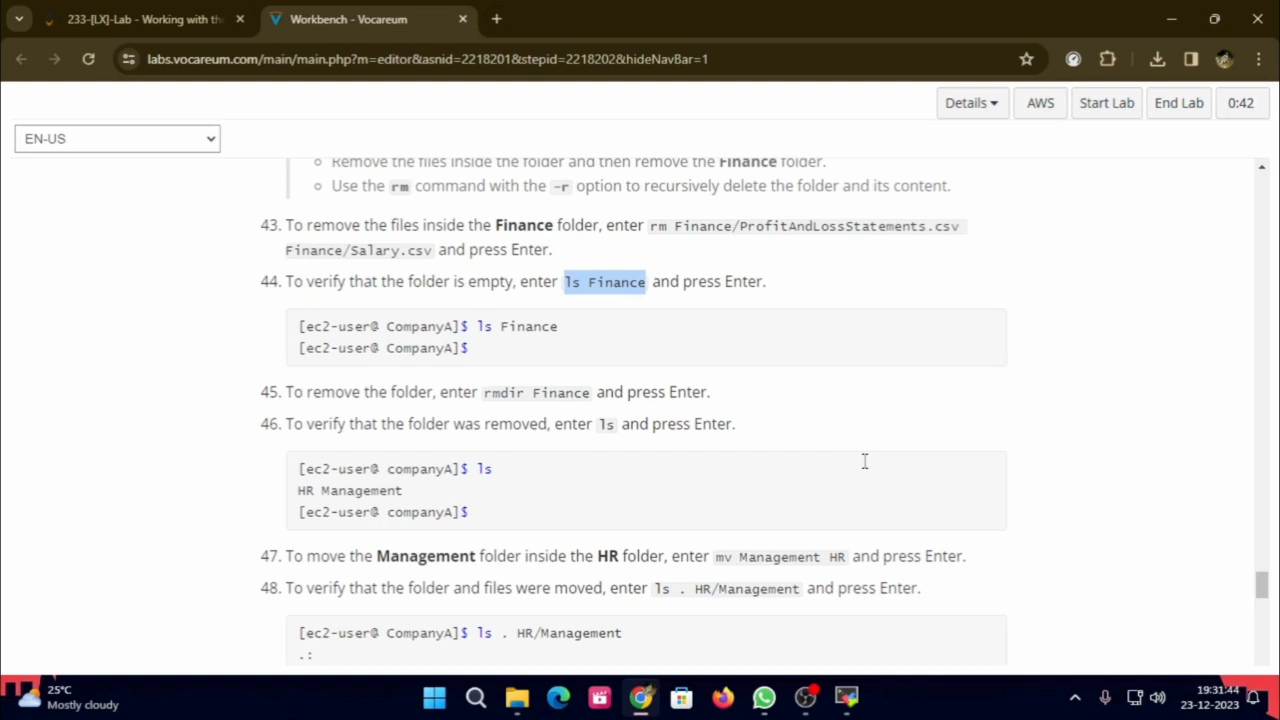 233-[LX]-Lab - Working with the
Workbench - Vocareum
labs.vocareum.com/main/main.php?m=editor&asnid=2218201&stepid=2218202&hideNavBar=1
Details
AWS
Start Lab
End Lab
0:42
EN-US
Remove the files inside the folder and then remove the Finance folder.
Use the rm command with the -r option to recursively delete the folder and its content.
43. To remove the files inside the Finance folder, enter rm Finance/ProfitAndLossStatements.csv
Finance/Salary.csv and press Enter.
44. To verify that the folder is empty, enter ls Finance and press Enter.
[ec2-user@ CompanyA]$ ls Finance
[ec2-user@ CompanyA]$
45. To remove the folder, enter rmdir Finance and press Enter.
46. To verify that the folder was removed, enter ls and press Enter.
[ec2-user@ companyA]$ ls
HR Management
[ec2-user@ companyA]$
47. To move the Management folder inside the HR folder, enter mv Management HR and press Enter.
48. To verify that the folder and files were moved, enter ls . HR/Management and press Enter.
[ec2-user@ CompanyA]$ ls . HR/Management
.:
25°C
Mostly cloudy
19:31:44
23-12-2023